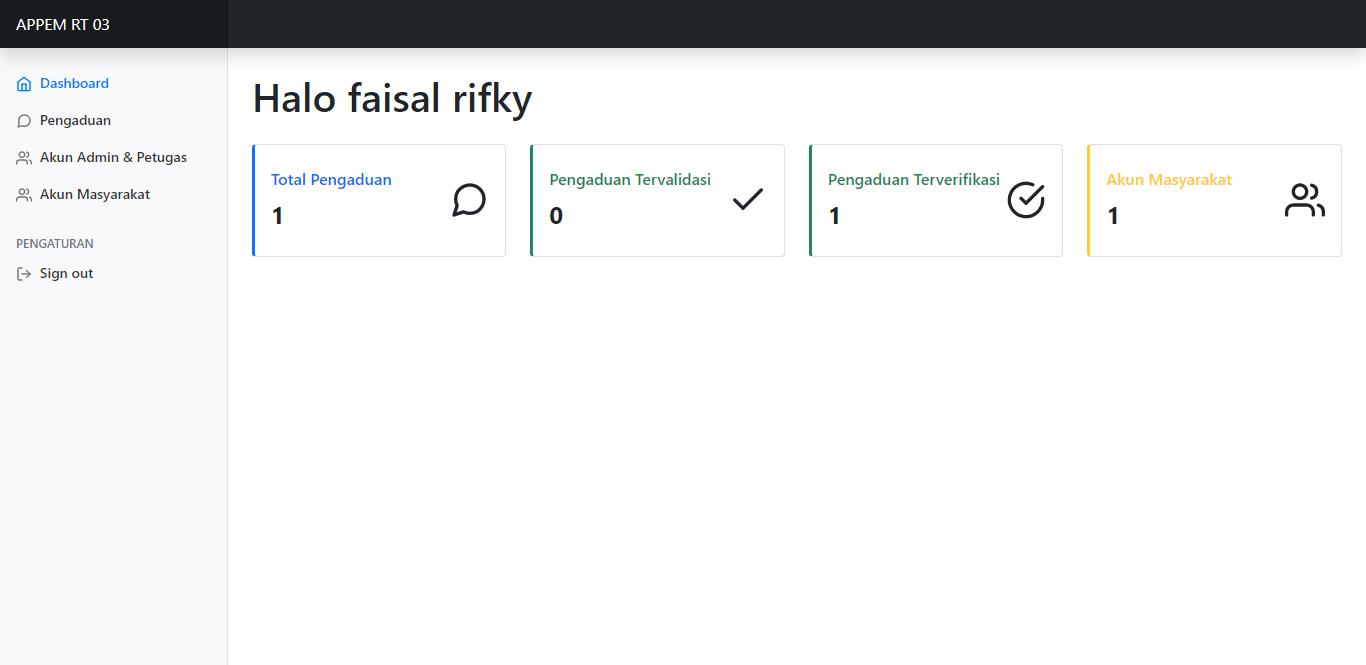 APPEM RT 03
Dashboard
Pengaduan
Akun Admin & Petugas
Akun Masyarakat
PENGATURAN
Sign out
Halo faisal rifky
Total Pengaduan
1
Pengaduan Tervalidasi
0
Pengaduan Terverifikasi
1
Akun Masyarakat
1